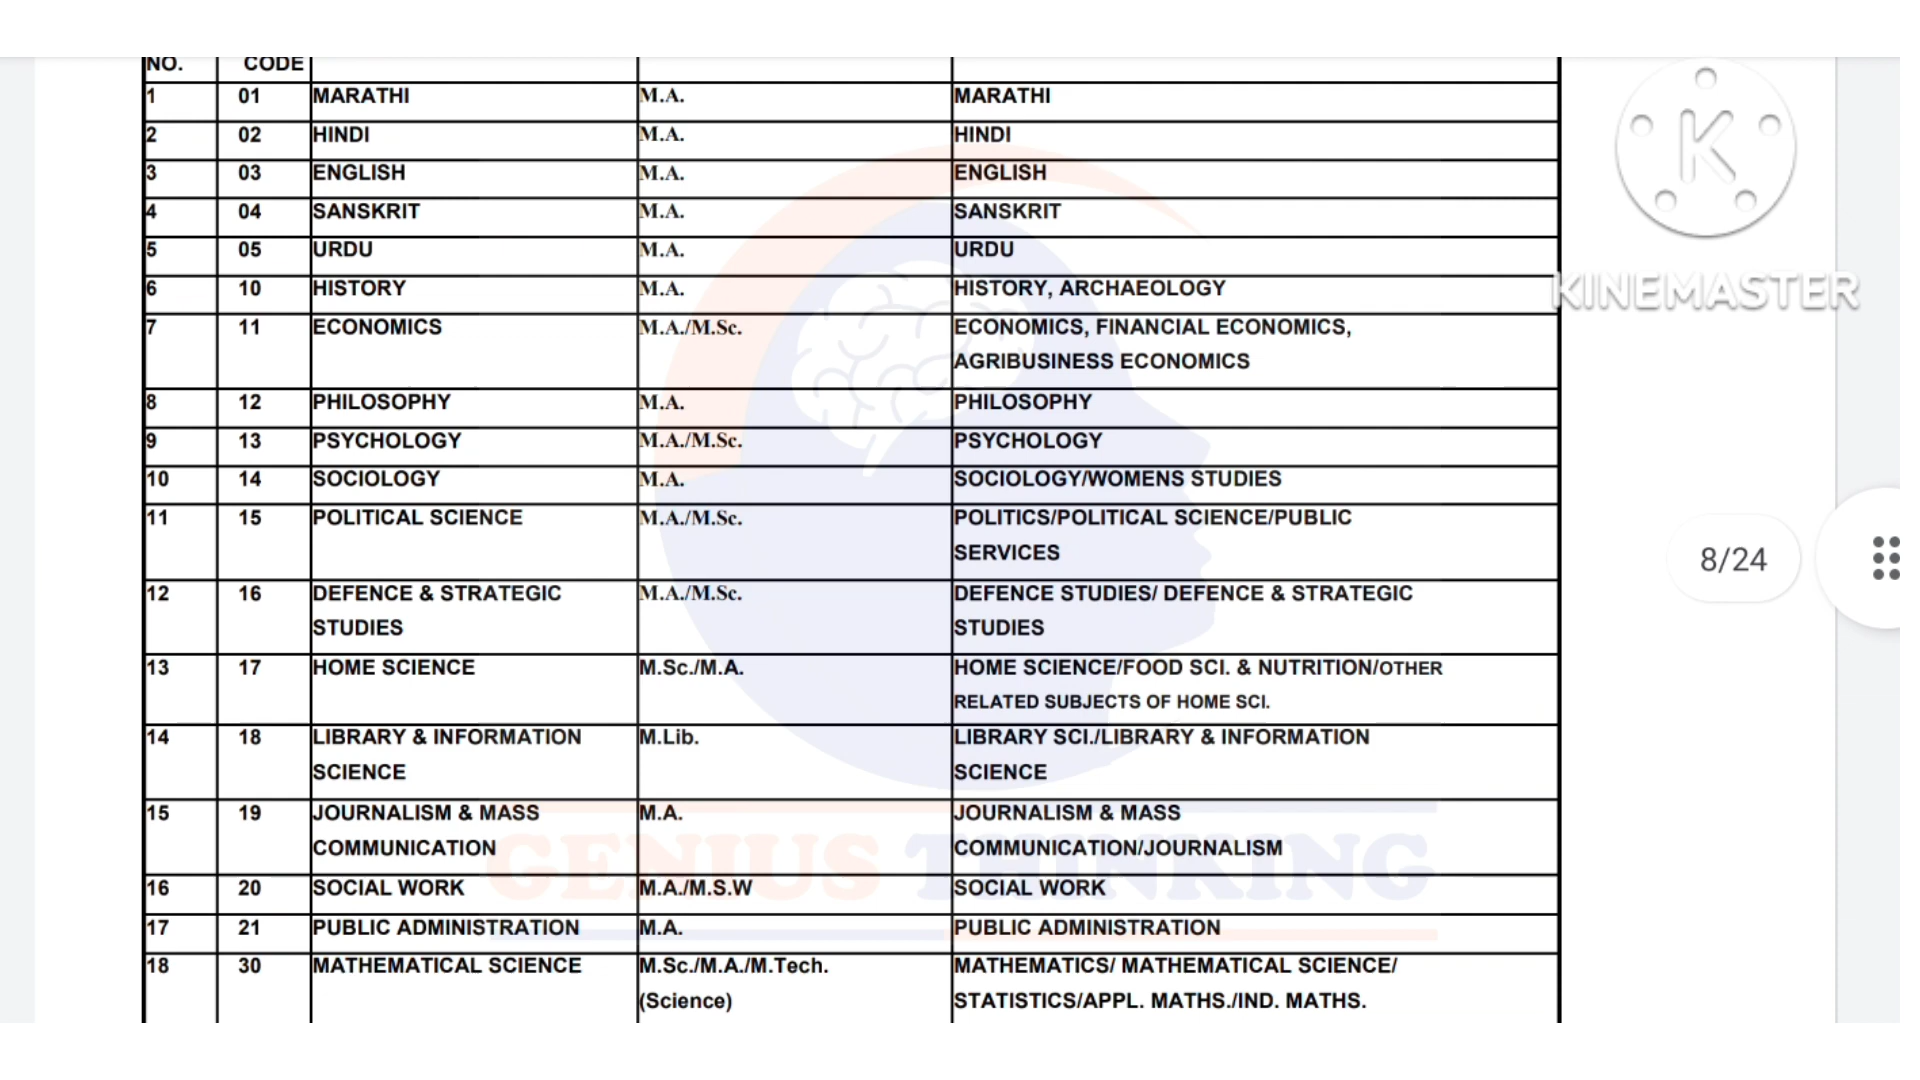 NO. CODE
1 01 MARATHI M.A. MARATHI
2 02 HINDI M.A. HINDI
3 03 ENGLISH M.A. ENGLISH
4 04 SANSKRIT M.A. SANSKRIT
5 05 URDU M.A. URDU
6 10 HISTORY M.A. HISTORY, ARCHAEOLOGY
7 11 ECONOMICS M.A./M.Sc. ECONOMICS, FINANCIAL ECONOMICS,
AGRIBUSINESS ECONOMICS
8 12 PHILOSOPHY M.A. PHILOSOPHY
9 13 PSYCHOLOGY M.A./M.Sc. PSYCHOLOGY
10 14 SOCIOLOGY M.A. SOCIOLOGY/WOMENS STUDIES
11 15 POLITICAL SCIENCE M.A./M.Sc. POLITICS/POLITICAL SCIENCE/PUBLIC
SERVICES
12 16 DEFENCE & STRATEGIC M.A./M.Sc. DEFENCE STUDIES/ DEFENCE & STRATEGIC
STUDIES STUDIES
13 17 HOME SCIENCE M.Sc./M.A. HOME SCIENCE/FOOD SCI. & NUTRITION/OTHER
RELATED SUBJECTS OF HOME SCI.
14 18 LIBRARY & INFORMATION M.Lib. LIBRARY SCI./LIBRARY & INFORMATION
SCIENCE SCIENCE
15 19 JOURNALISM & MASS M.A. JOURNALISM & MASS
COMMUNICATION COMMUNICATION/JOURNALISM
16 20 SOCIAL WORK M.A./M.S.W SOCIAL WORK
17 21 PUBLIC ADMINISTRATION M.A. PUBLIC ADMINISTRATION
18 30 MATHEMATICAL SCIENCE M.Sc./M.A./M.Tech. MATHEMATICS/ MATHEMATICAL SCIENCE/
(Science) STATISTICS/APPL. MATHS./IND. MATHS.
GENIUS THINKING
K
KINEMASTER
8/24